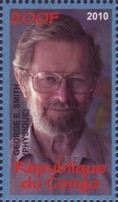 200F 2010
GEORGE E. SMITH
(PHYSIQUE)
République
du Congo